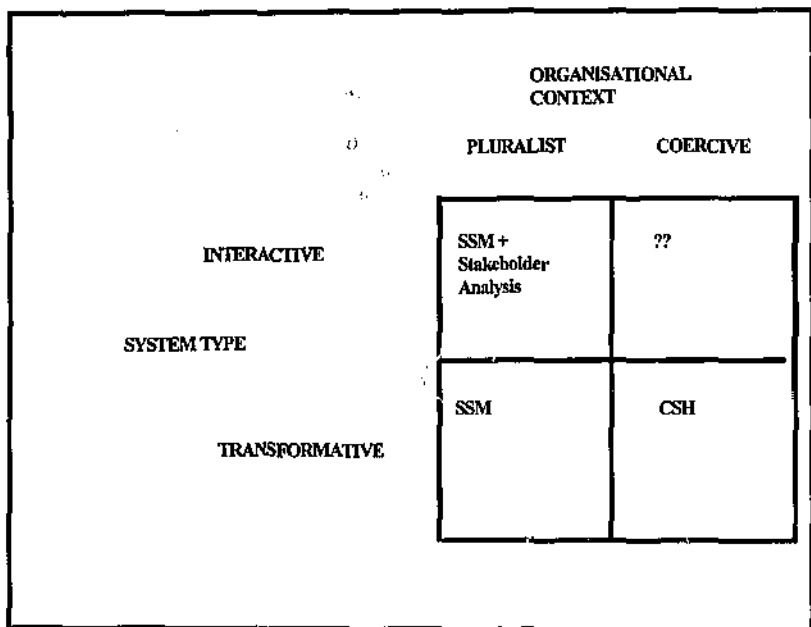 ORGANISATIONAL
CONTEXT
PLURALIST COERCIVE
INTERACTIVE
SSM +
Stakeholder
Analysis
??
SYSTEM TYPE
SSM CSH
TRANSFORMATIVE